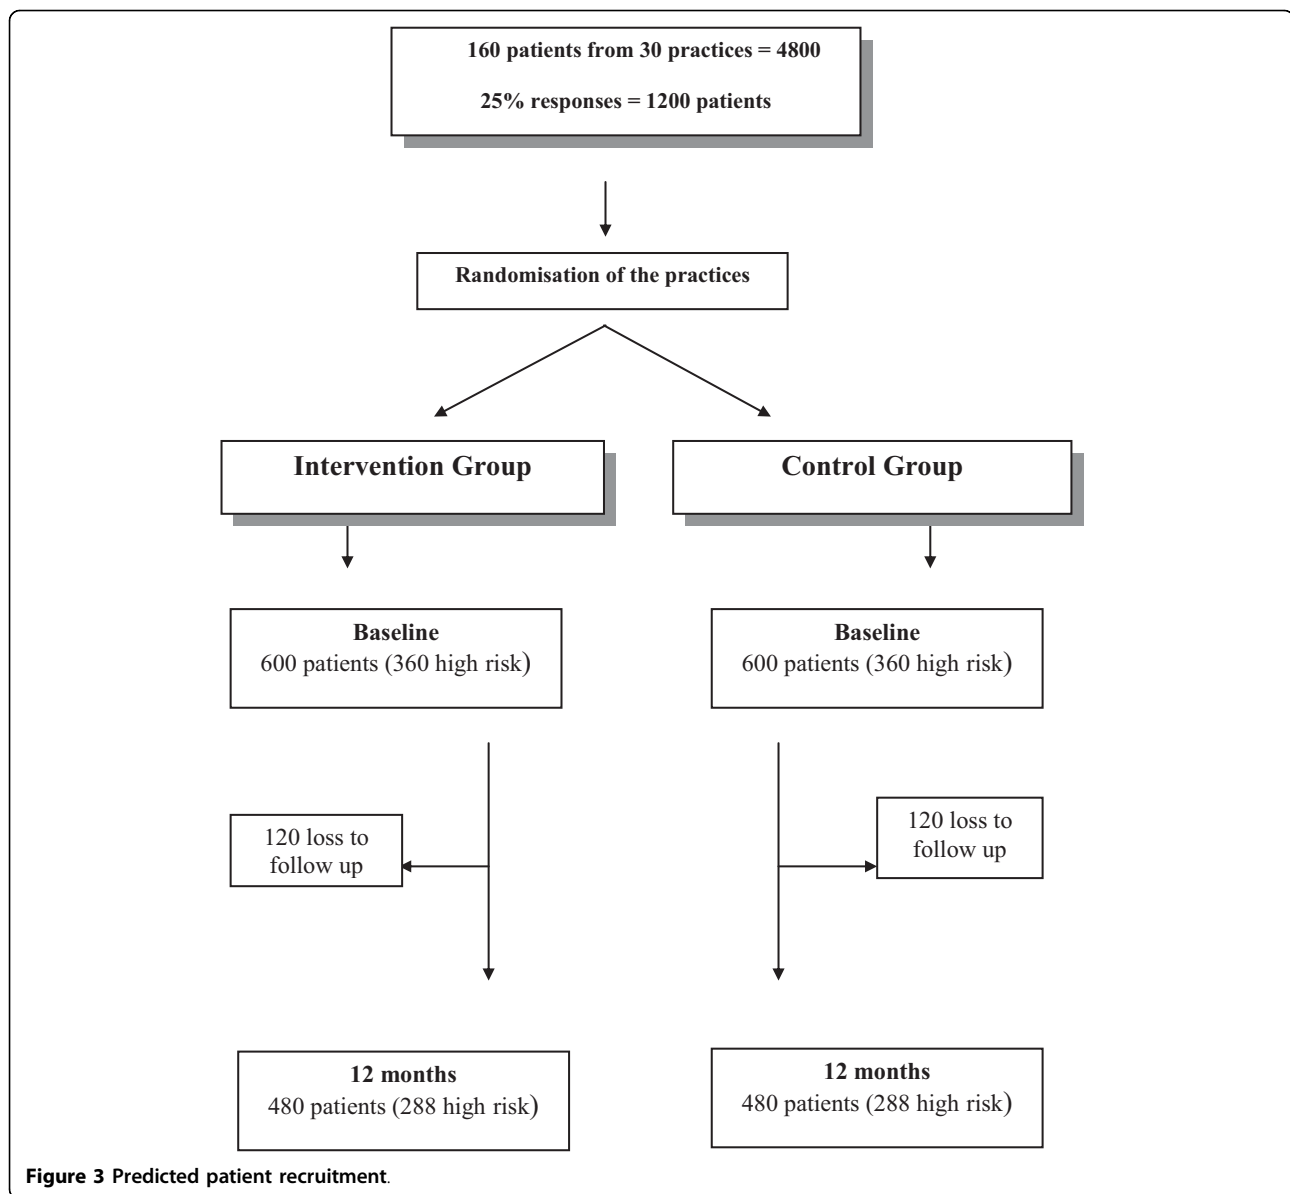 160 patients from 30 practices = 4800
25% responses = 1200 patients
Randomisation of the practices
Intervention Group
Control Group
Baseline
600 patients (360 high risk)
Baseline
600 patients (360 high risk)
120 loss to
follow up
120 loss to
follow up
12 months
480 patients (288 high risk)
12 months
480 patients (288 high risk)
Figure 3 Predicted patient recruitment.